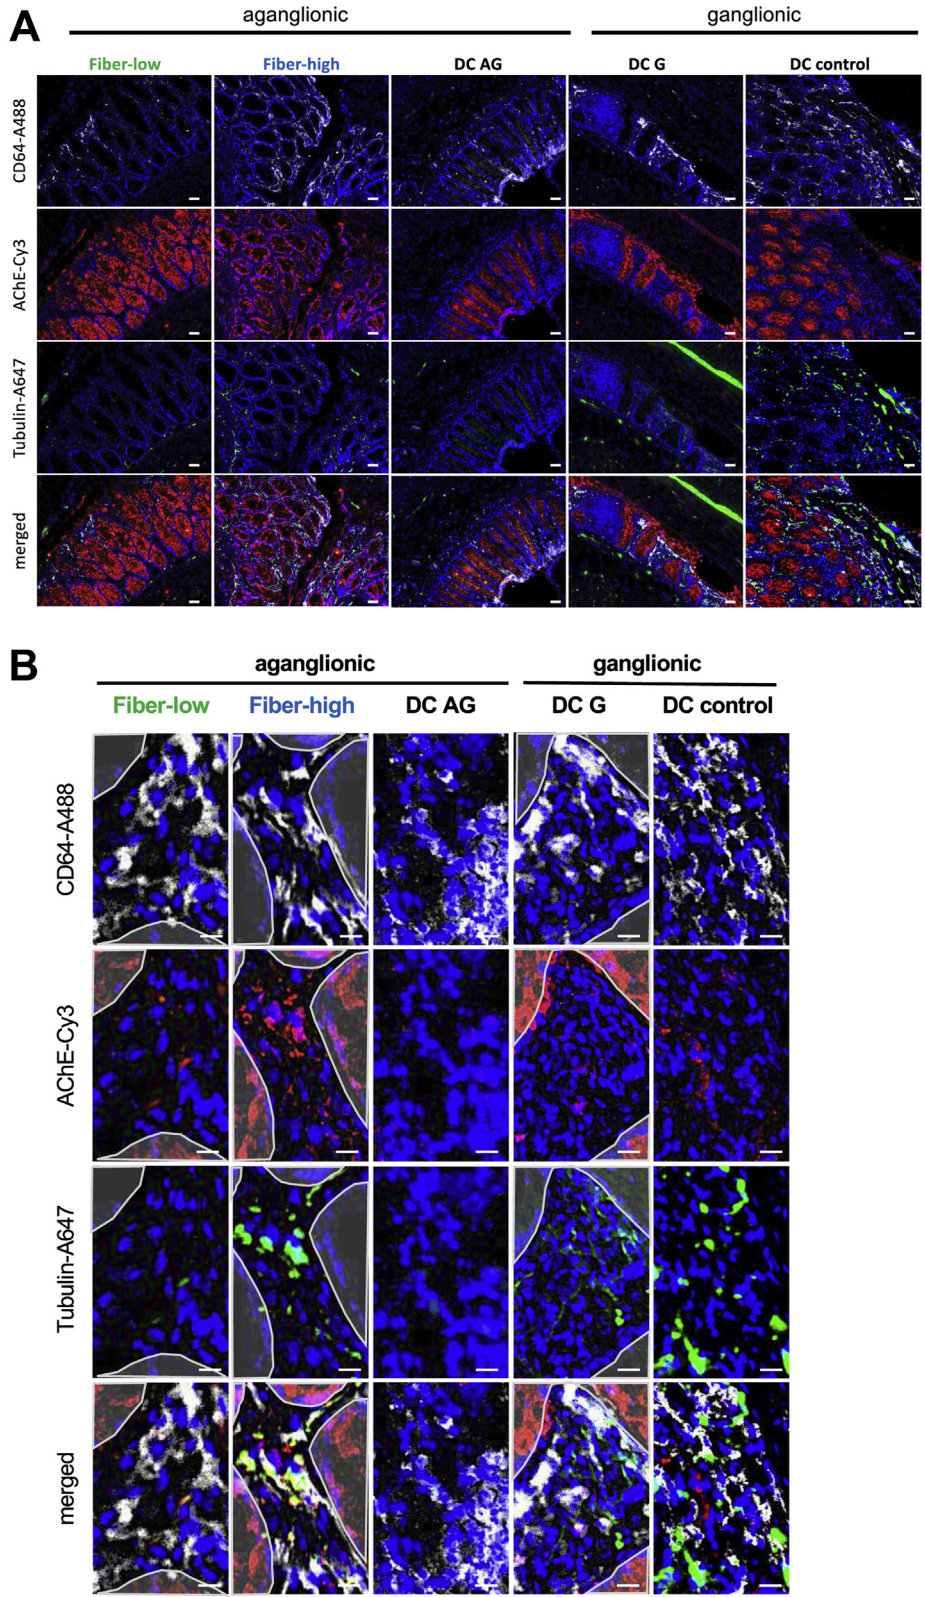 A
aganglionic ganglionic
Fiber-low Fiber-high DC AG DC G DC control
CD64-A488
AChE-Cy3
Tubulin-A647
merged
B
aganglionic ganglionic
Fiber-low Fiber-high DC AG DC G DC control
CD64-A488
AChE-Cy3
Tubulin-A647
merged